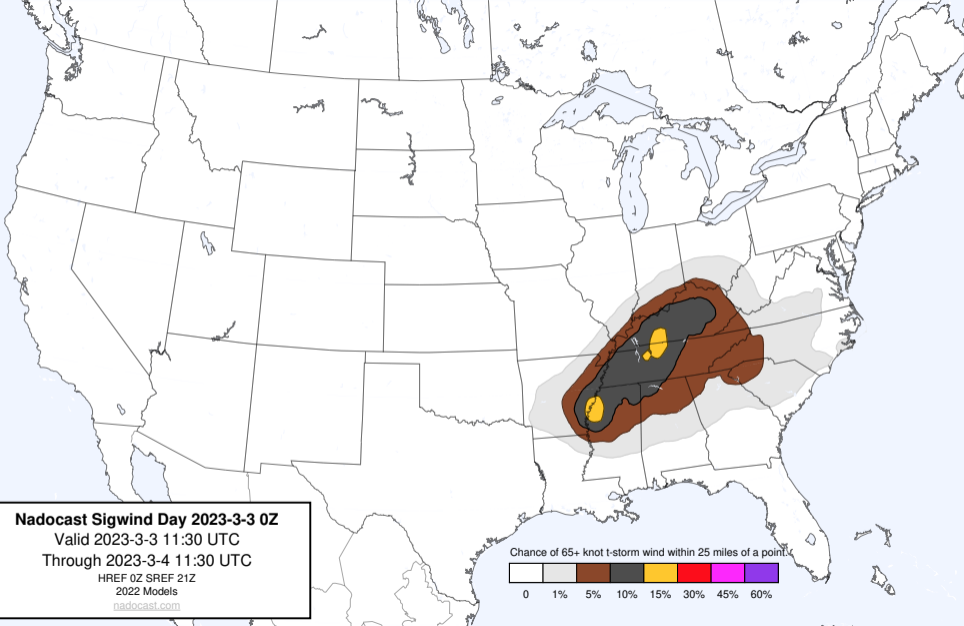 Nadocast Sigwind Day 2023-3-3 0Z
Valid 2023-3-3 11:30 UTC
Through 2023-3-4 11:30 UTC
HREF 0Z SREF 21Z
2022 Models
nadocast.com
Chance of 65+ knot t-storm wind within 25 miles of a point.
0 1% 5% 10% 15% 30% 45% 60%